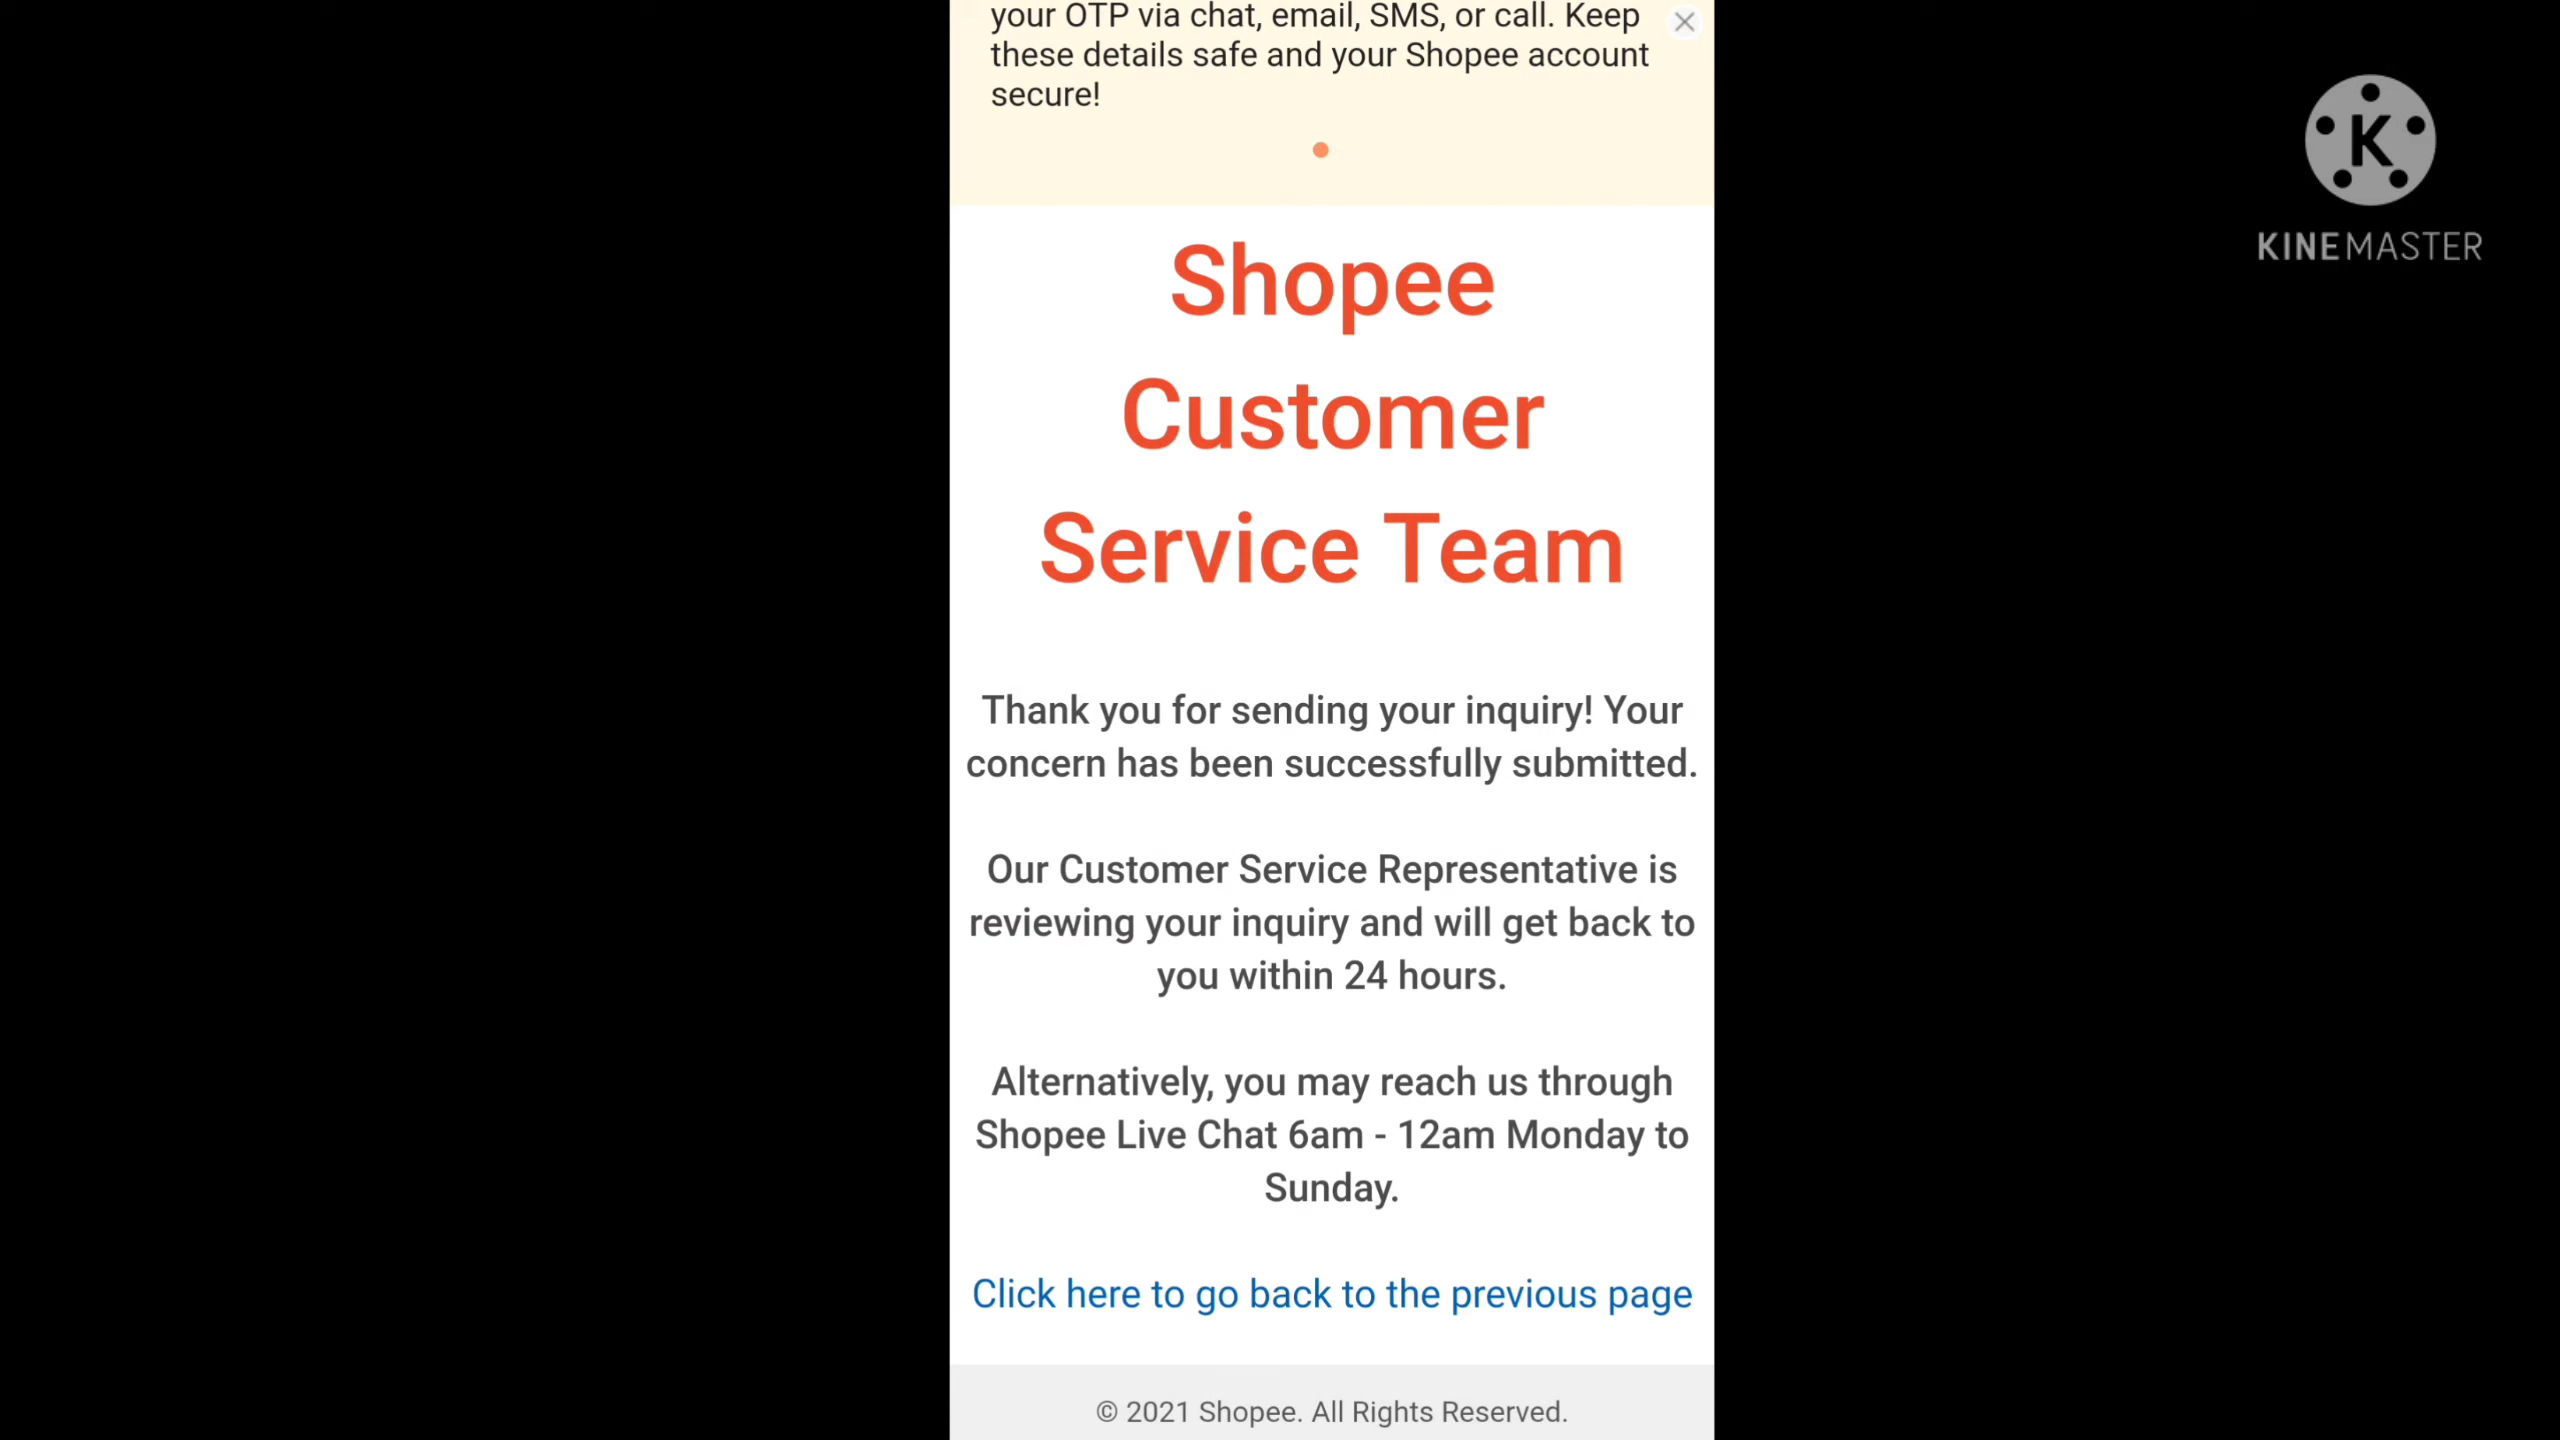 your OTP via chat, email, SMS, or call. Keep
these details safe and your Shopee account
secure!
KINEMASTER
Shopee
Customer
Service Team
Thank you for sending your inquiry! Your
concern has been successfully submitted.
Our Customer Service Representative is
reviewing your inquiry and will get back to
you within 24 hours.
Alternatively, you may reach us through
Shopee Live Chat 6am - 12am Monday to
Sunday.
Click here to go back to the previous page
© 2021 Shopee. All Rights Reserved.